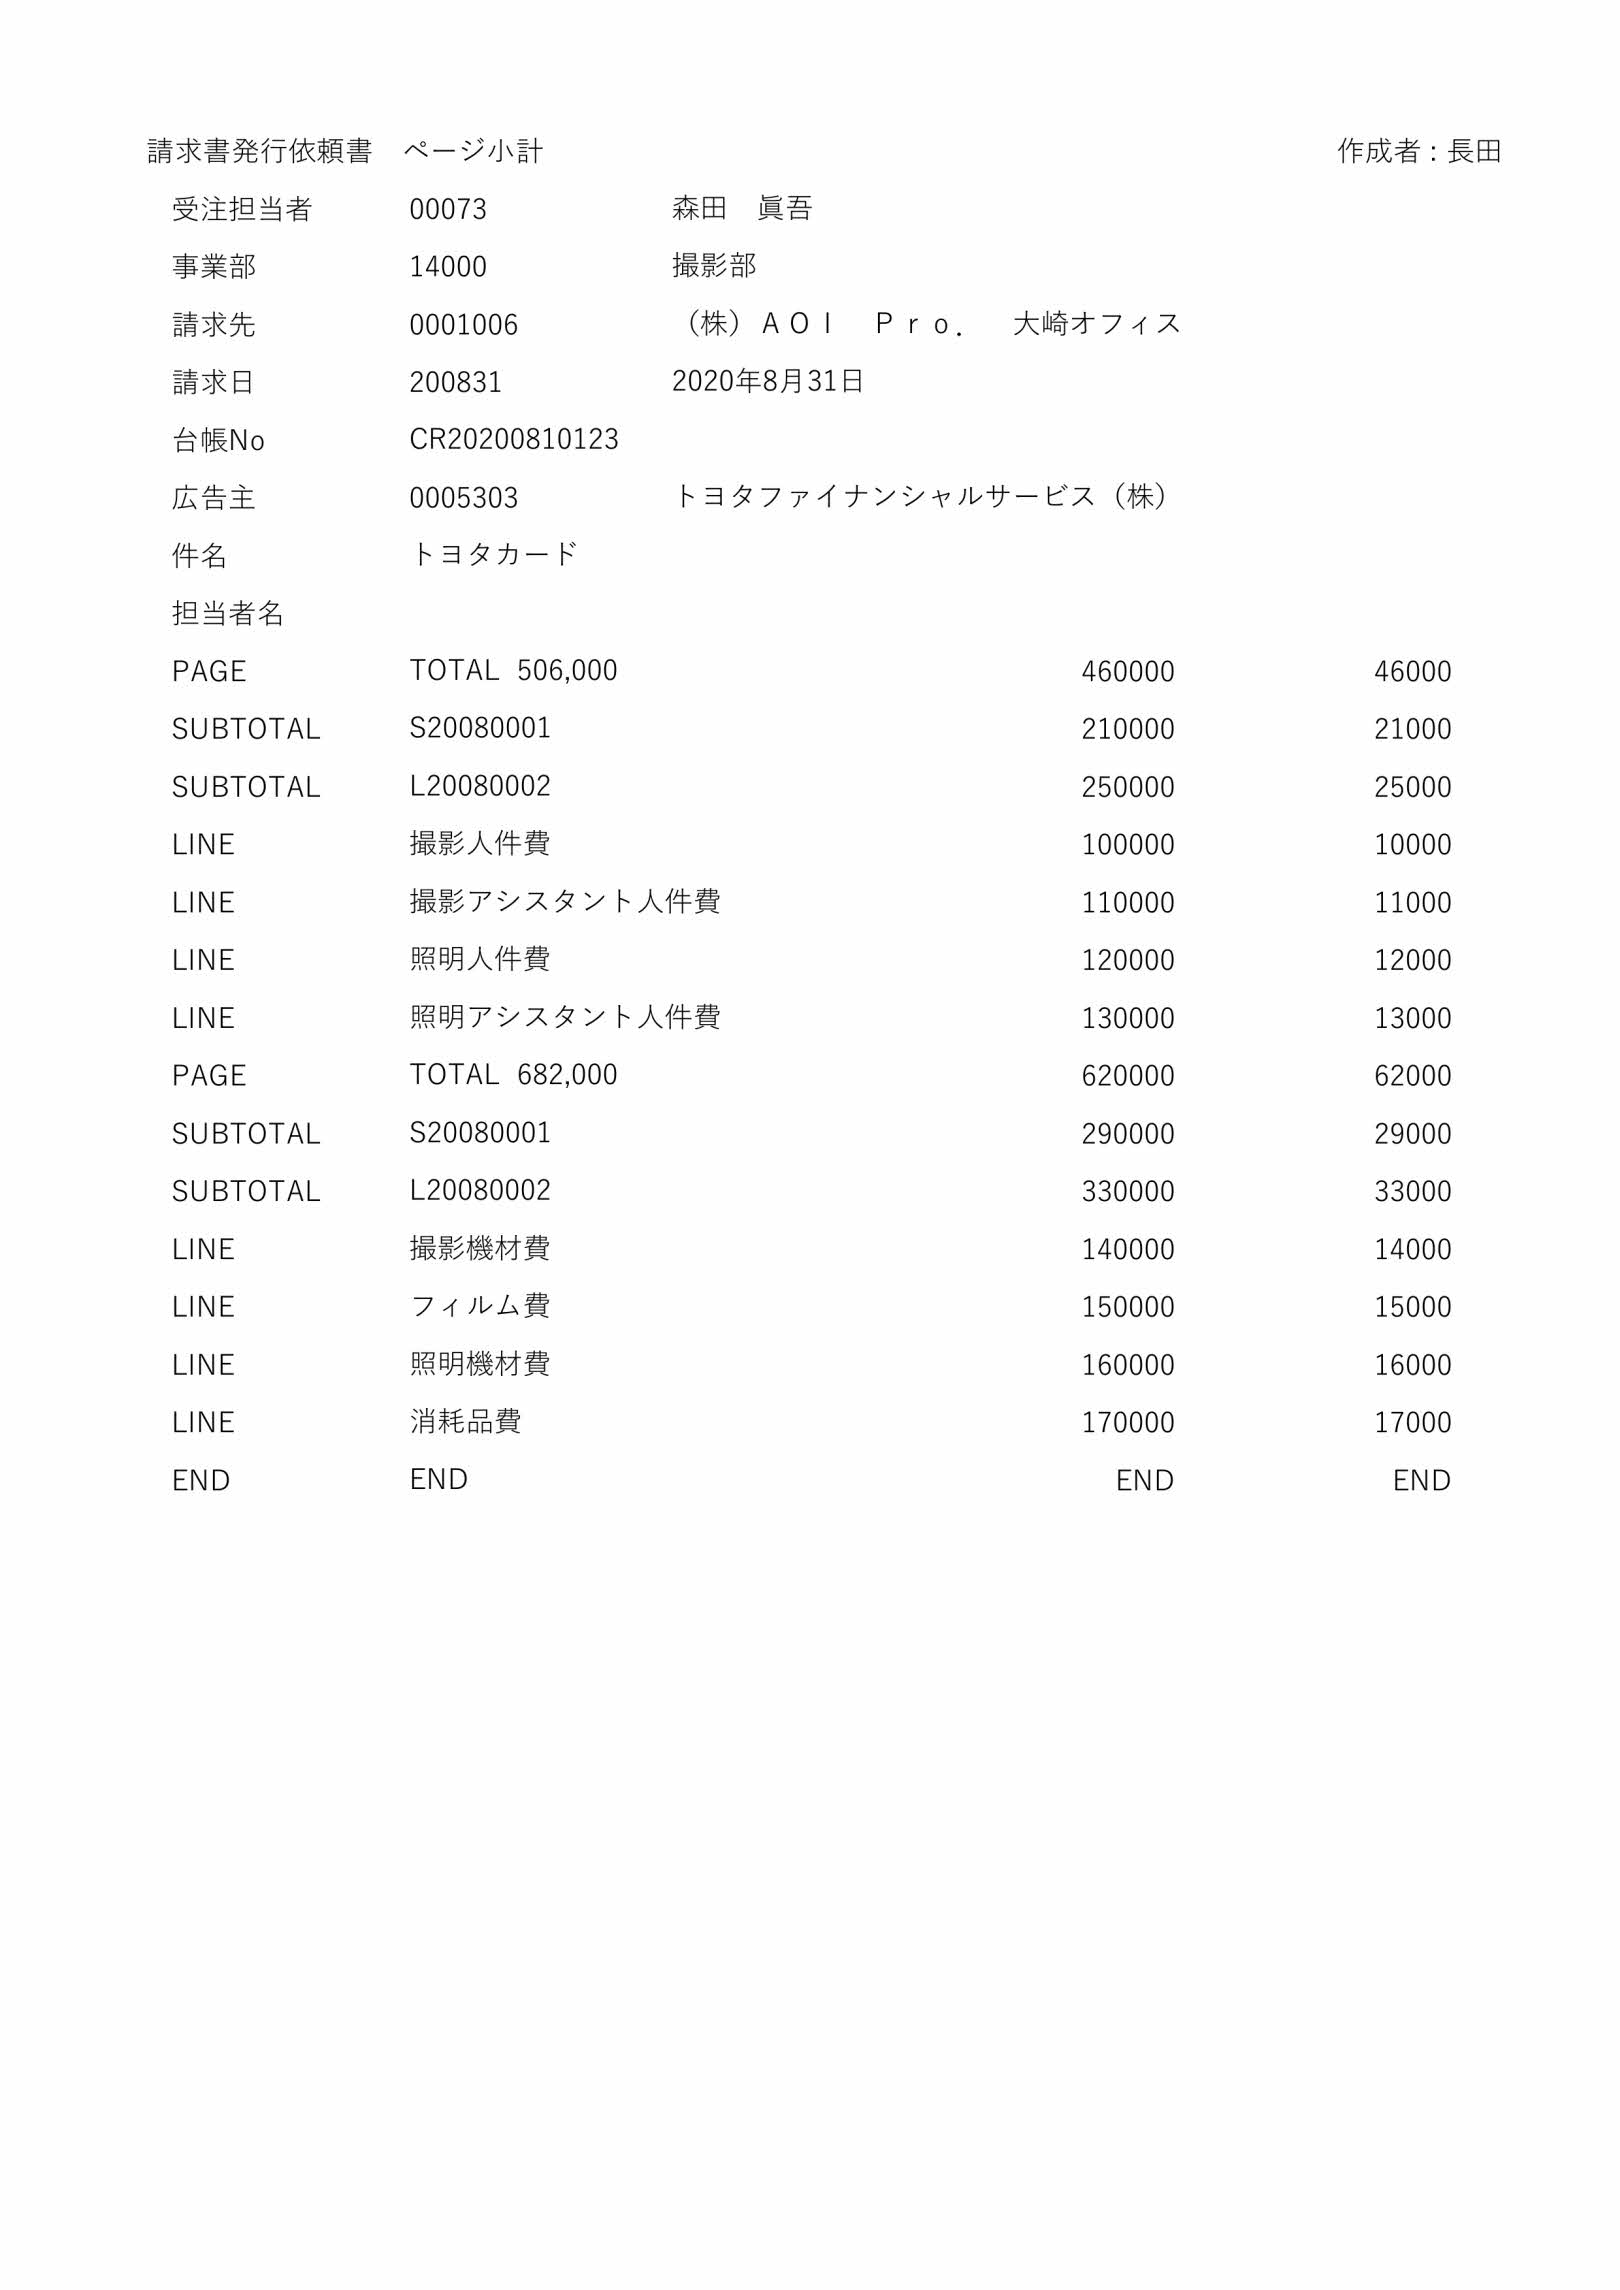 請求書発行依頼書　ページ小計 作成者：長田
受注担当者 00073 森田　眞吾
事業部 14000 撮影部
請求先 0001006 （株）ＡＯＩ　Ｐｒｏ．　大崎オフィス
請求日 200831 2020年8月31日
台帳No CR20200810123
広告主 0005303 トヨタファイナンシャルサービス（株）
件名 トヨタカード
担当者名
PAGE TOTAL 506,000 460000 46000
SUBTOTAL S20080001 210000 21000
SUBTOTAL L20080002 250000 25000
LINE 撮影人件費 100000 10000
LINE 撮影アシスタント人件費 110000 11000
LINE 照明人件費 120000 12000
LINE 照明アシスタント人件費 130000 13000
PAGE TOTAL 682,000 620000 62000
SUBTOTAL S20080001 290000 29000
SUBTOTAL L20080002 330000 33000
LINE 撮影機材費 140000 14000
LINE フィルム費 150000 15000
LINE 照明機材費 160000 16000
LINE 消耗品費 170000 17000
END END END END